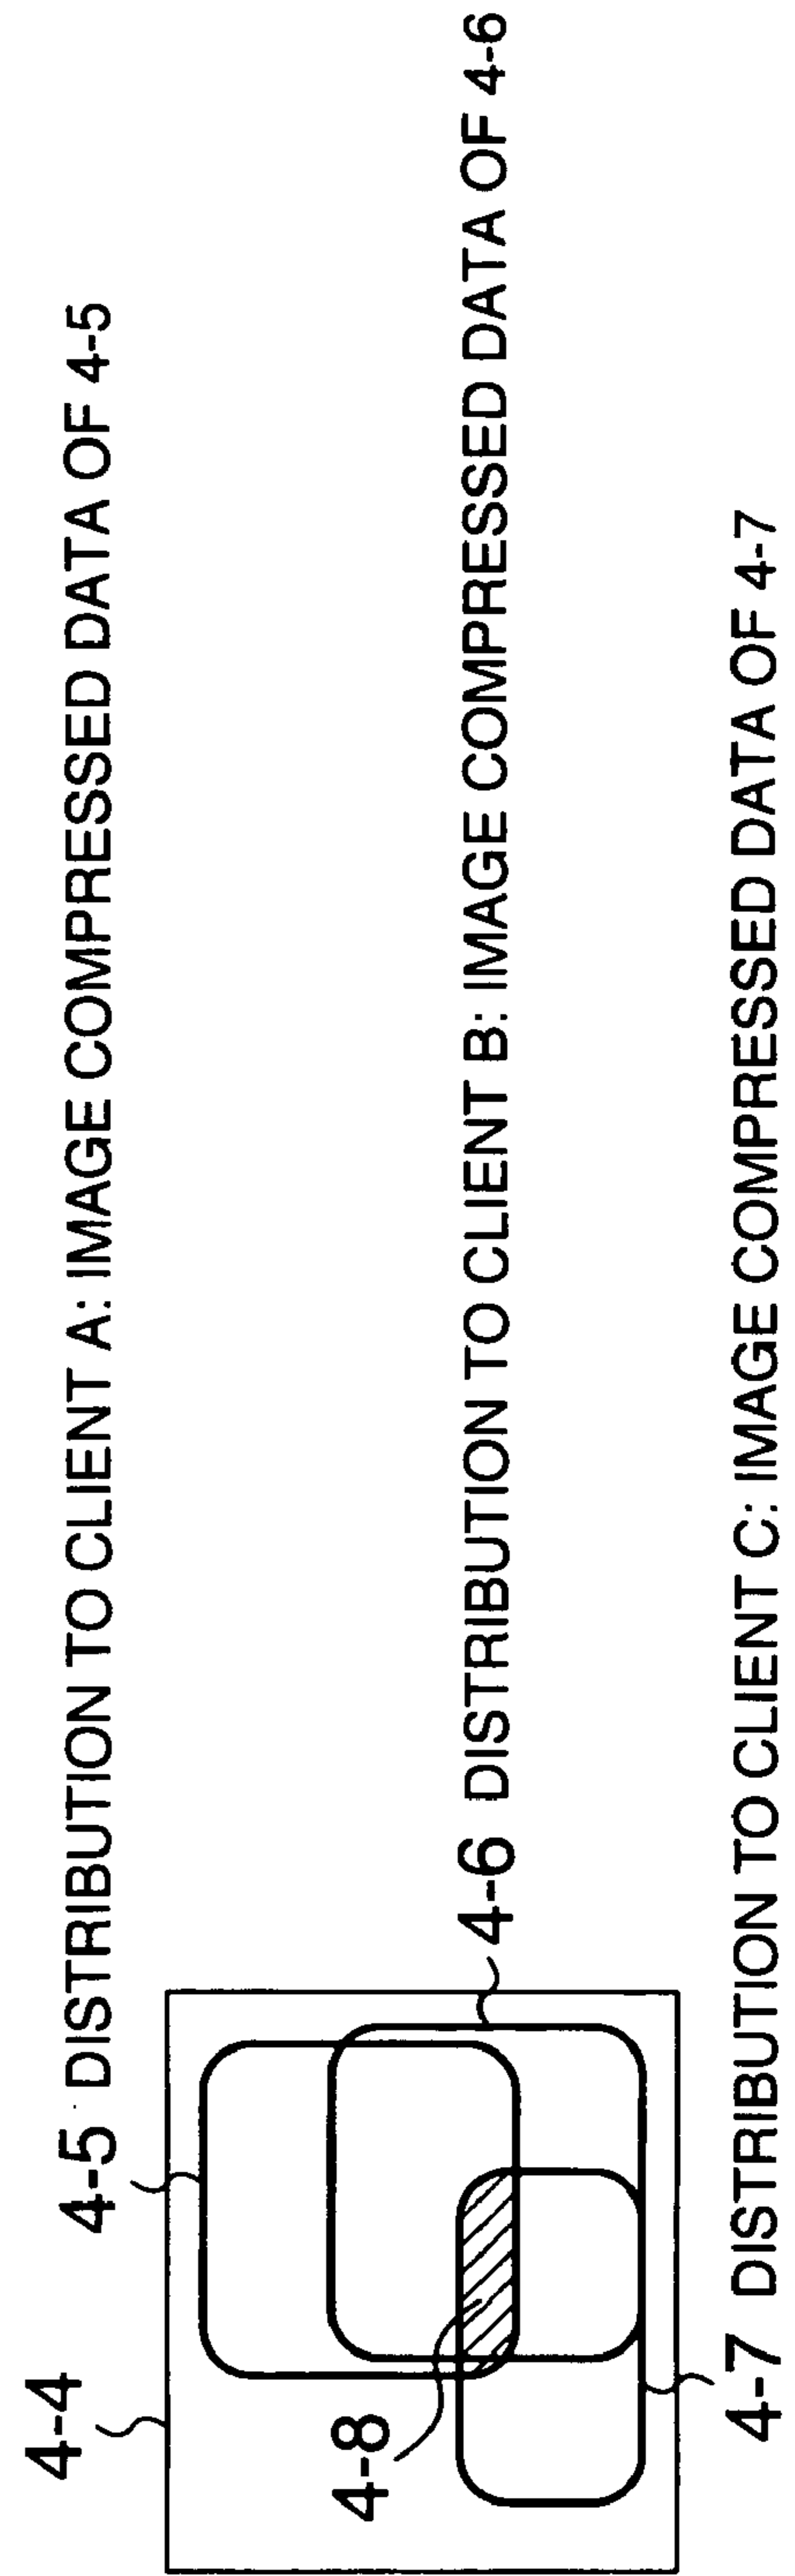 4-4
4-5 DISTRIBUTION TO CLIENT A: IMAGE COMPRESSED DATA OF 4-5
4-8
4-6 DISTRIBUTION TO CLIENT B: IMAGE COMPRESSED DATA OF 4-6
4-7 DISTRIBUTION TO CLIENT C: IMAGE COMPRESSED DATA OF 4-7